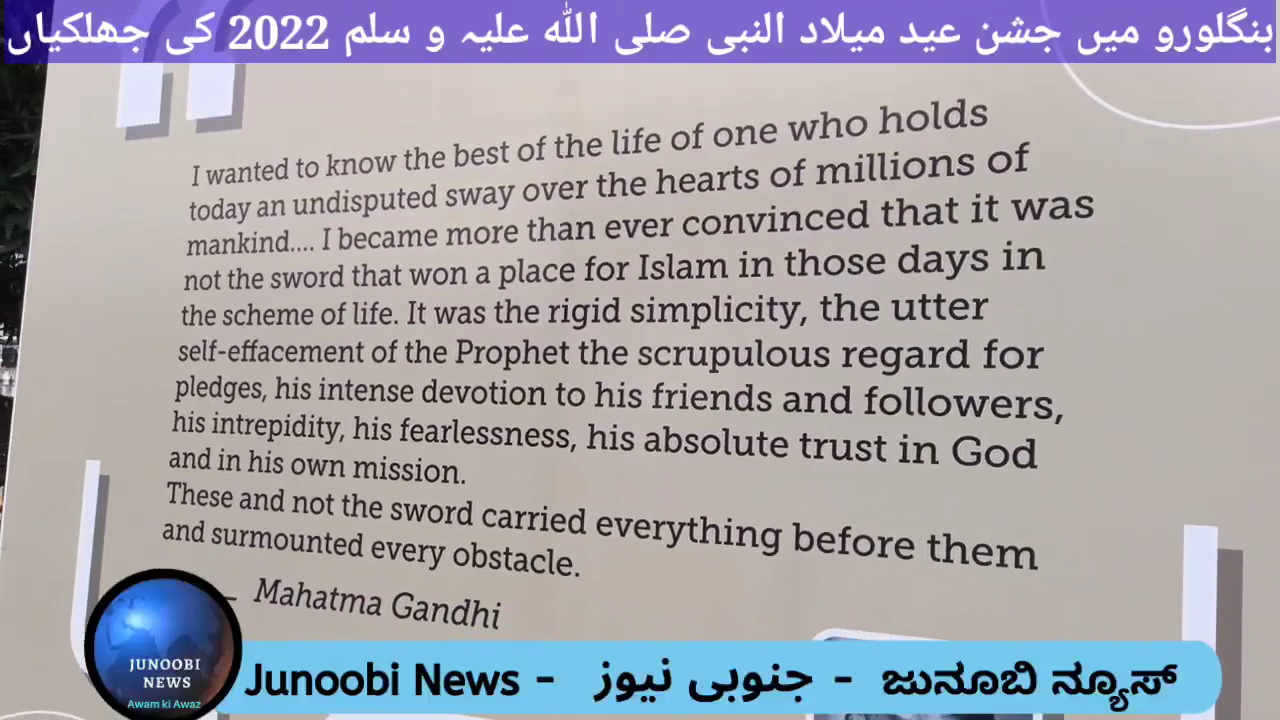 بنگلورو میں جشن عید میلاد النبی صلی اللہ علیہ و سلم 2022 کی جھلکیاں
I wanted to know the best of the life of one who holds
today an undisputed sway over the hearts of millions of
mankind.... I became more than ever convinced that it was
not the sword that won a place for Islam in those days in
the scheme of life. It was the rigid simplicity, the utter
self-effacement of the Prophet the scrupulous regard for
pledges, his intense devotion to his friends and followers,
his intrepidity, his fearlessness, his absolute trust in God
and in his own mission.
These and not the sword carried everything before them
and surmounted every obstacle.
– Mahatma Gandhi
JUNOOBI
NEWS
Awam ki Awaz
Junoobi News - جنوبی نیوز - ಜುನೂಬಿ ನ್ಯೂಸ್